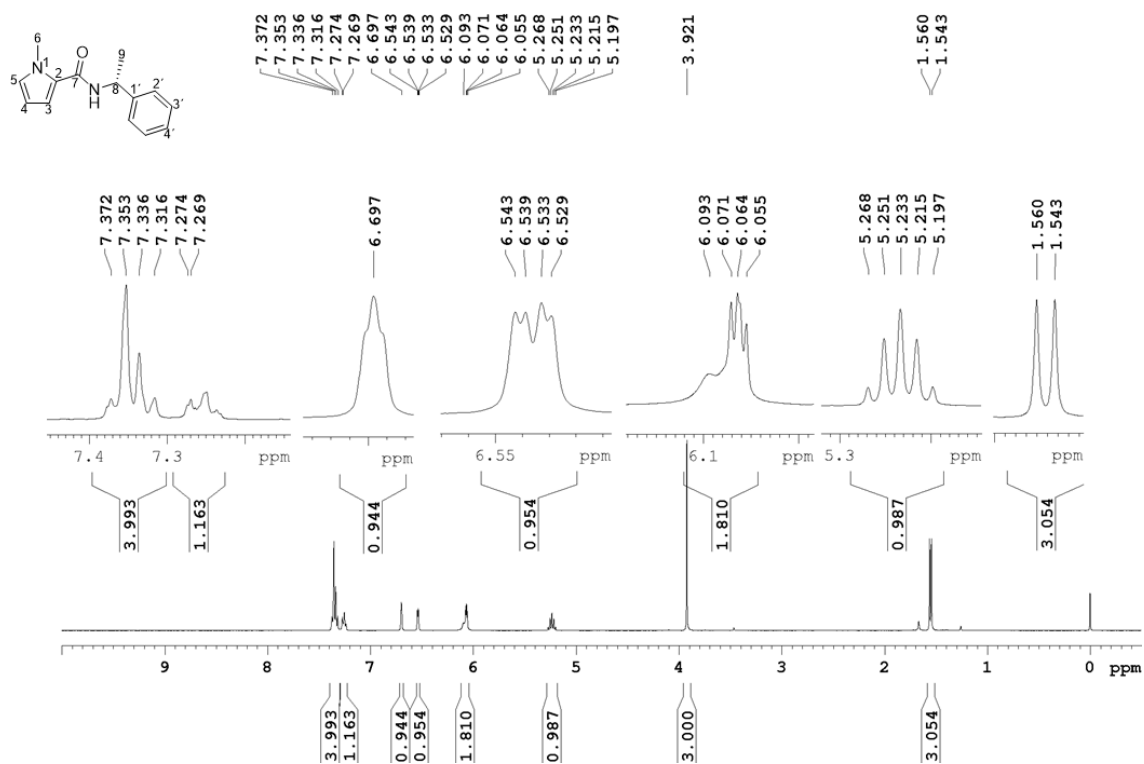 7.372 7.353 7.336 7.316 7.274 7.269 6.697 6.543 6.539 6.533 6.529 6.093 6.071 6.064 6.055 5.268 5.251 5.233 5.215 5.197 3.921 1.560 1.543
6
N 1
O
9
5 2 7 N H 8 1′ 2′
4 3 3′
4′
7.372 7.353 7.336 7.316 7.274 7.269 6.697 6.543 6.539 6.533 6.529 6.093 6.071 6.064 6.055 5.268 5.251 5.233 5.215 5.197 1.560 1.543
7.4 7.3 ppm 6.55 ppm 6.1 ppm 5.3 ppm ppm
3.993 1.163 0.944 0.954 1.810 0.987 3.054
9 8 7 6 5 4 3 2 1 0 ppm
3.993 1.163 0.944 0.954 1.810 0.987 3.000 3.054